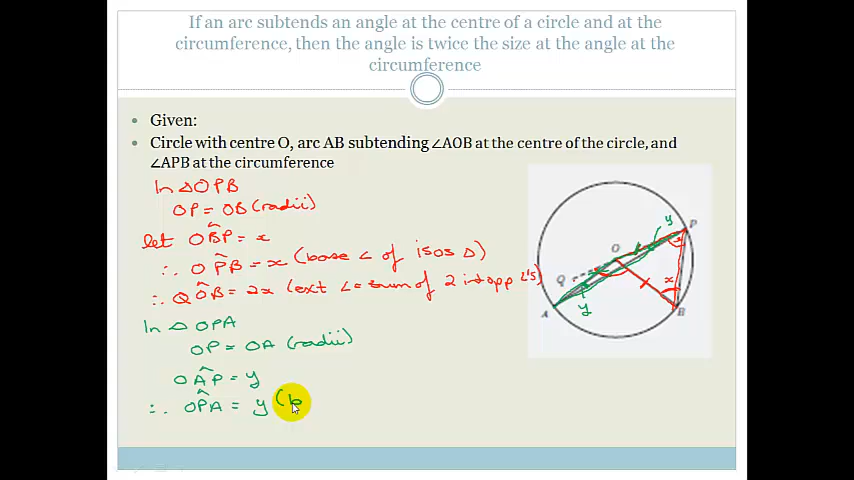 If an arc subtends an angle at the centre of a circle and at the
circumference, then the angle is twice the size at the angle at the
circumference
• Given:
• Circle with centre O, arc AB subtending ∠AOB at the centre of the circle, and
∠APB at the circumference
In △OPB
OP = OB (radii)
let OB̂P = x
∴ OP̂B = x (base ∠ of isos △)
∴ QÔB = 2x (ext ∠ = sum of 2 int opp ∠'s)
In △ OPA
OP = OA (radii)
OÂP = y
∴ OP̂A = y (b
y
P
x
O
Q
x
A
y
B